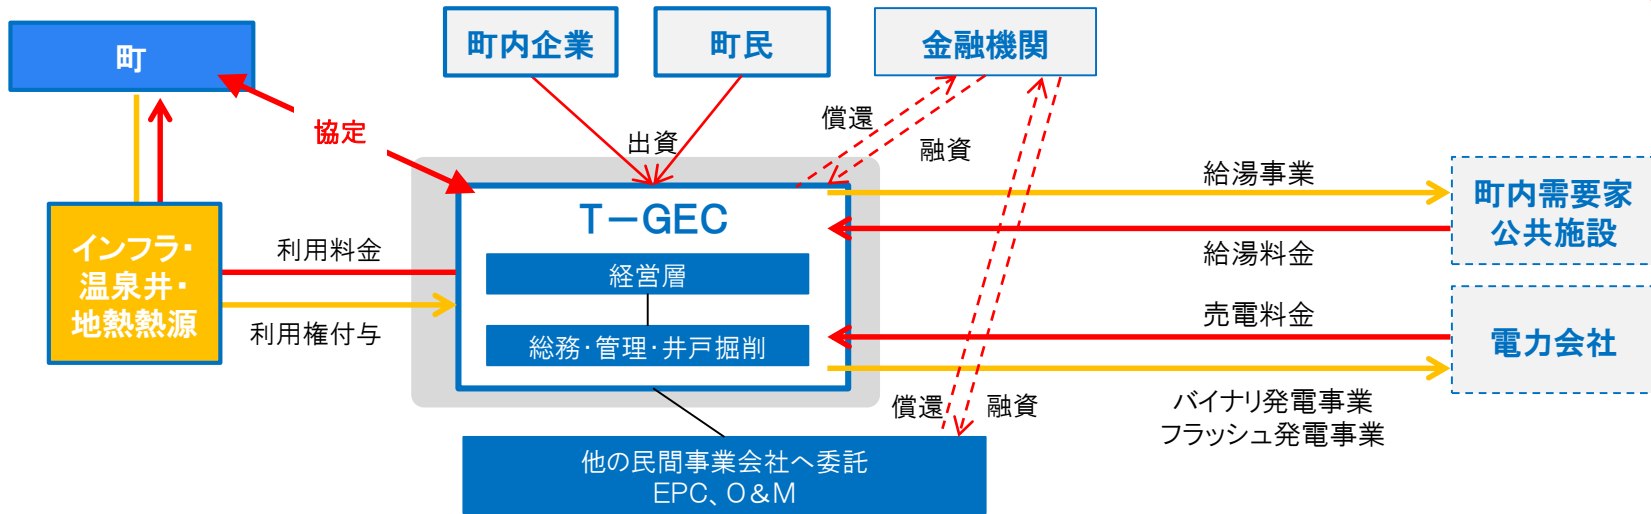 町
町内企業
町民
金融機関
協定
出資
償還
融資
インフラ・
温泉井・
地熱熱源
利用料金
利用権付与
T－GEC
経営層
総務・管理・井戸掘削
給湯事業
給湯料金
町内需要家
公共施設
売電料金
電力会社
バイナリ発電事業
フラッシュ発電事業
償還
融資
他の民間事業会社へ委託
EPC、O＆M